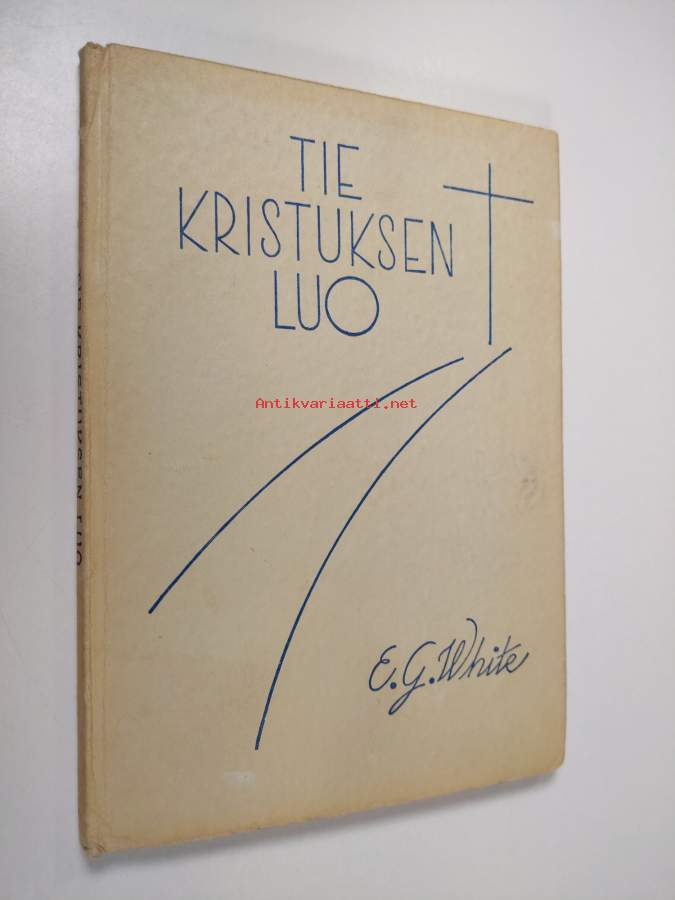 TIE
KRISTUKSEN
LUO
Antikvariaatti.net
E. G. White
TIE KRISTUKSEN LUO